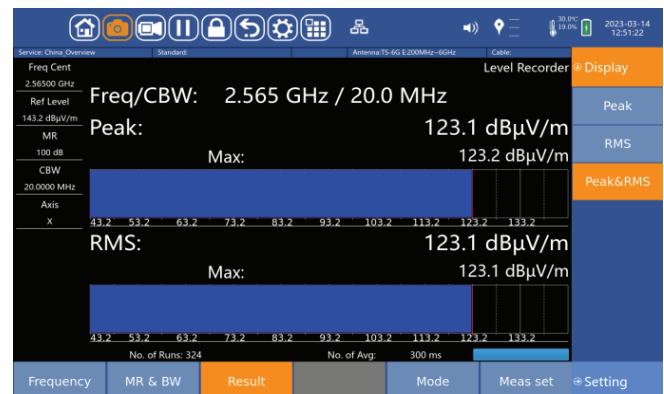 30.0°C
19.0%
2023-03-14
12:51:22
Service: China_Overview
Standard:
Antenna:TS-6G E:200MHz~6GHz
Cable:
Freq Cent
2.56500 GHz
Ref Level
143.2 dBµV/m
MR
100 dB
CBW
20.0000 MHz
Axis
X
Level Recorder
Freq/CBW: 2.565 GHz / 20.0 MHz
Peak: 123.1 dBµV/m
Max: 123.2 dBµV/m
43.2 53.2 63.2 73.2 83.2 93.2 103.2 113.2 123.2 133.2
RMS: 123.1 dBµV/m
Max: 123.1 dBµV/m
43.2 53.2 63.2 73.2 83.2 93.2 103.2 113.2 123.2 133.2
No. of Runs: 324 No. of Avg: 300 ms
Display
Peak
RMS
Peak&RMS
Frequency MR & BW Result Mode Meas set Setting